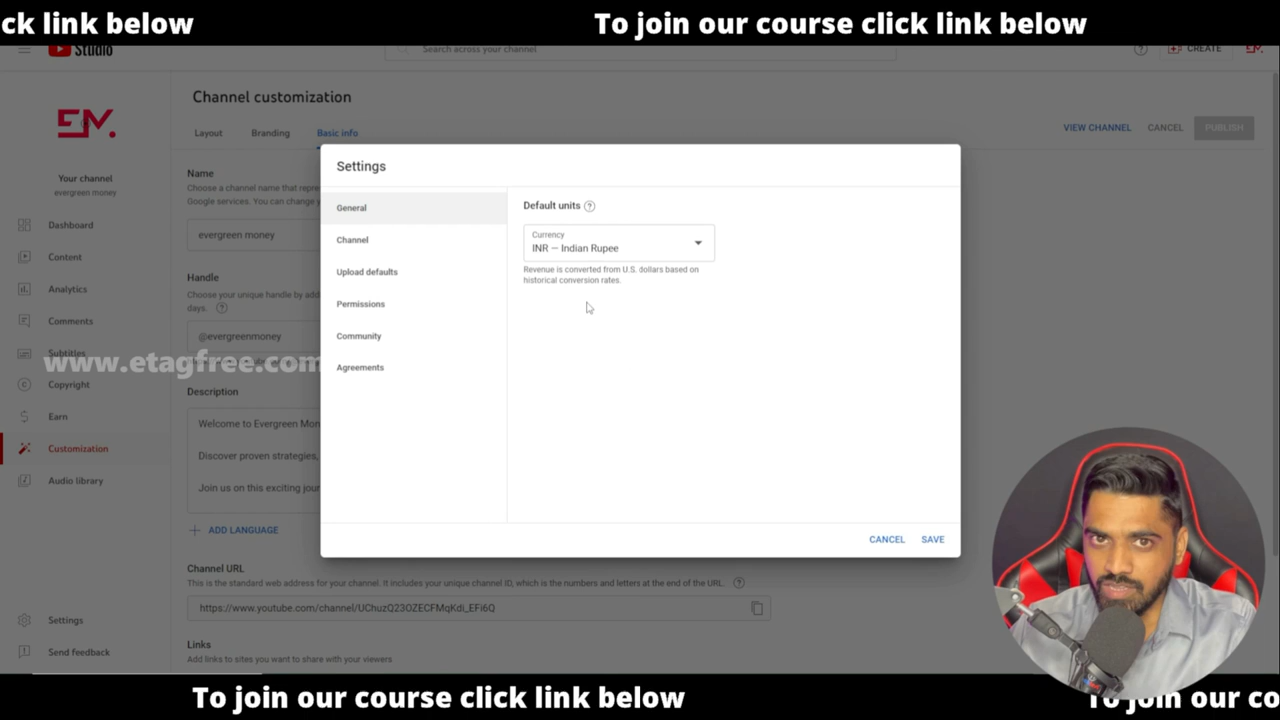 ck link below
To join our course click link below
Studio
Search across your channel
CREATE
Channel customization
Layout
Branding
Basic info
VIEW CHANNEL
CANCEL
PUBLISH
EM.
Your channel
evergreen money
Dashboard
Content
Analytics
Comments
Subtitles
Copyright
Earn
Customization
Audio library
Settings
Send feedback
Name
Choose a channel name that repre
Google services. You can change
evergreen money
Handle
Choose your unique handle by add
days.
@evergreenmoney
www.etagfree.com
Description
Welcome to Evergreen Mon
Discover proven strategies,
Join us on this exciting jour
ADD LANGUAGE
Channel URL
This is the standard web address for your channel. It includes your unique channel ID, which is the numbers and letters at the end of the URL.
https://www.youtube.com/channel/UChuzQ23OZECFMqKdi_EFi6Q
Links
Add links to sites you want to share with your viewers
Settings
General
Channel
Upload defaults
Permissions
Community
Agreements
Default units
Currency
INR – Indian Rupee
Revenue is converted from U.S. dollars based on
historical conversion rates.
CANCEL
SAVE
To join our course click link below
To join our co